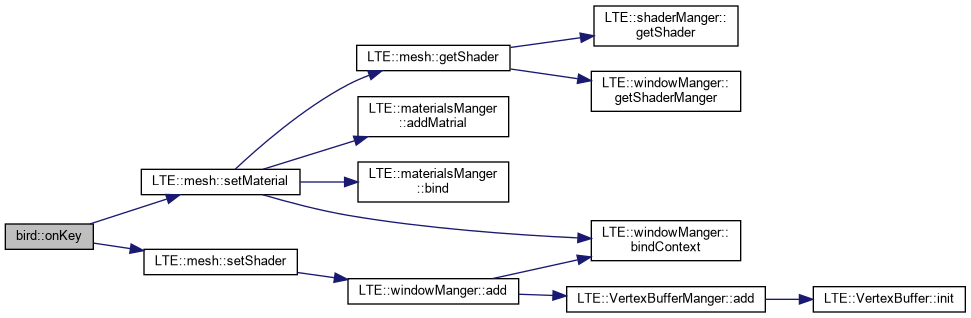 LTE::shaderManger::
getShader
LTE::mesh::getShader
LTE::windowManger::
getShaderManger
LTE::materialsManger
::addMatrial
LTE::mesh::setMaterial
LTE::materialsManger
::bind
bird::onKey
LTE::windowManger::
bindContext
LTE::mesh::setShader
LTE::windowManger::add
LTE::VertexBufferManger::add
LTE::VertexBuffer::init